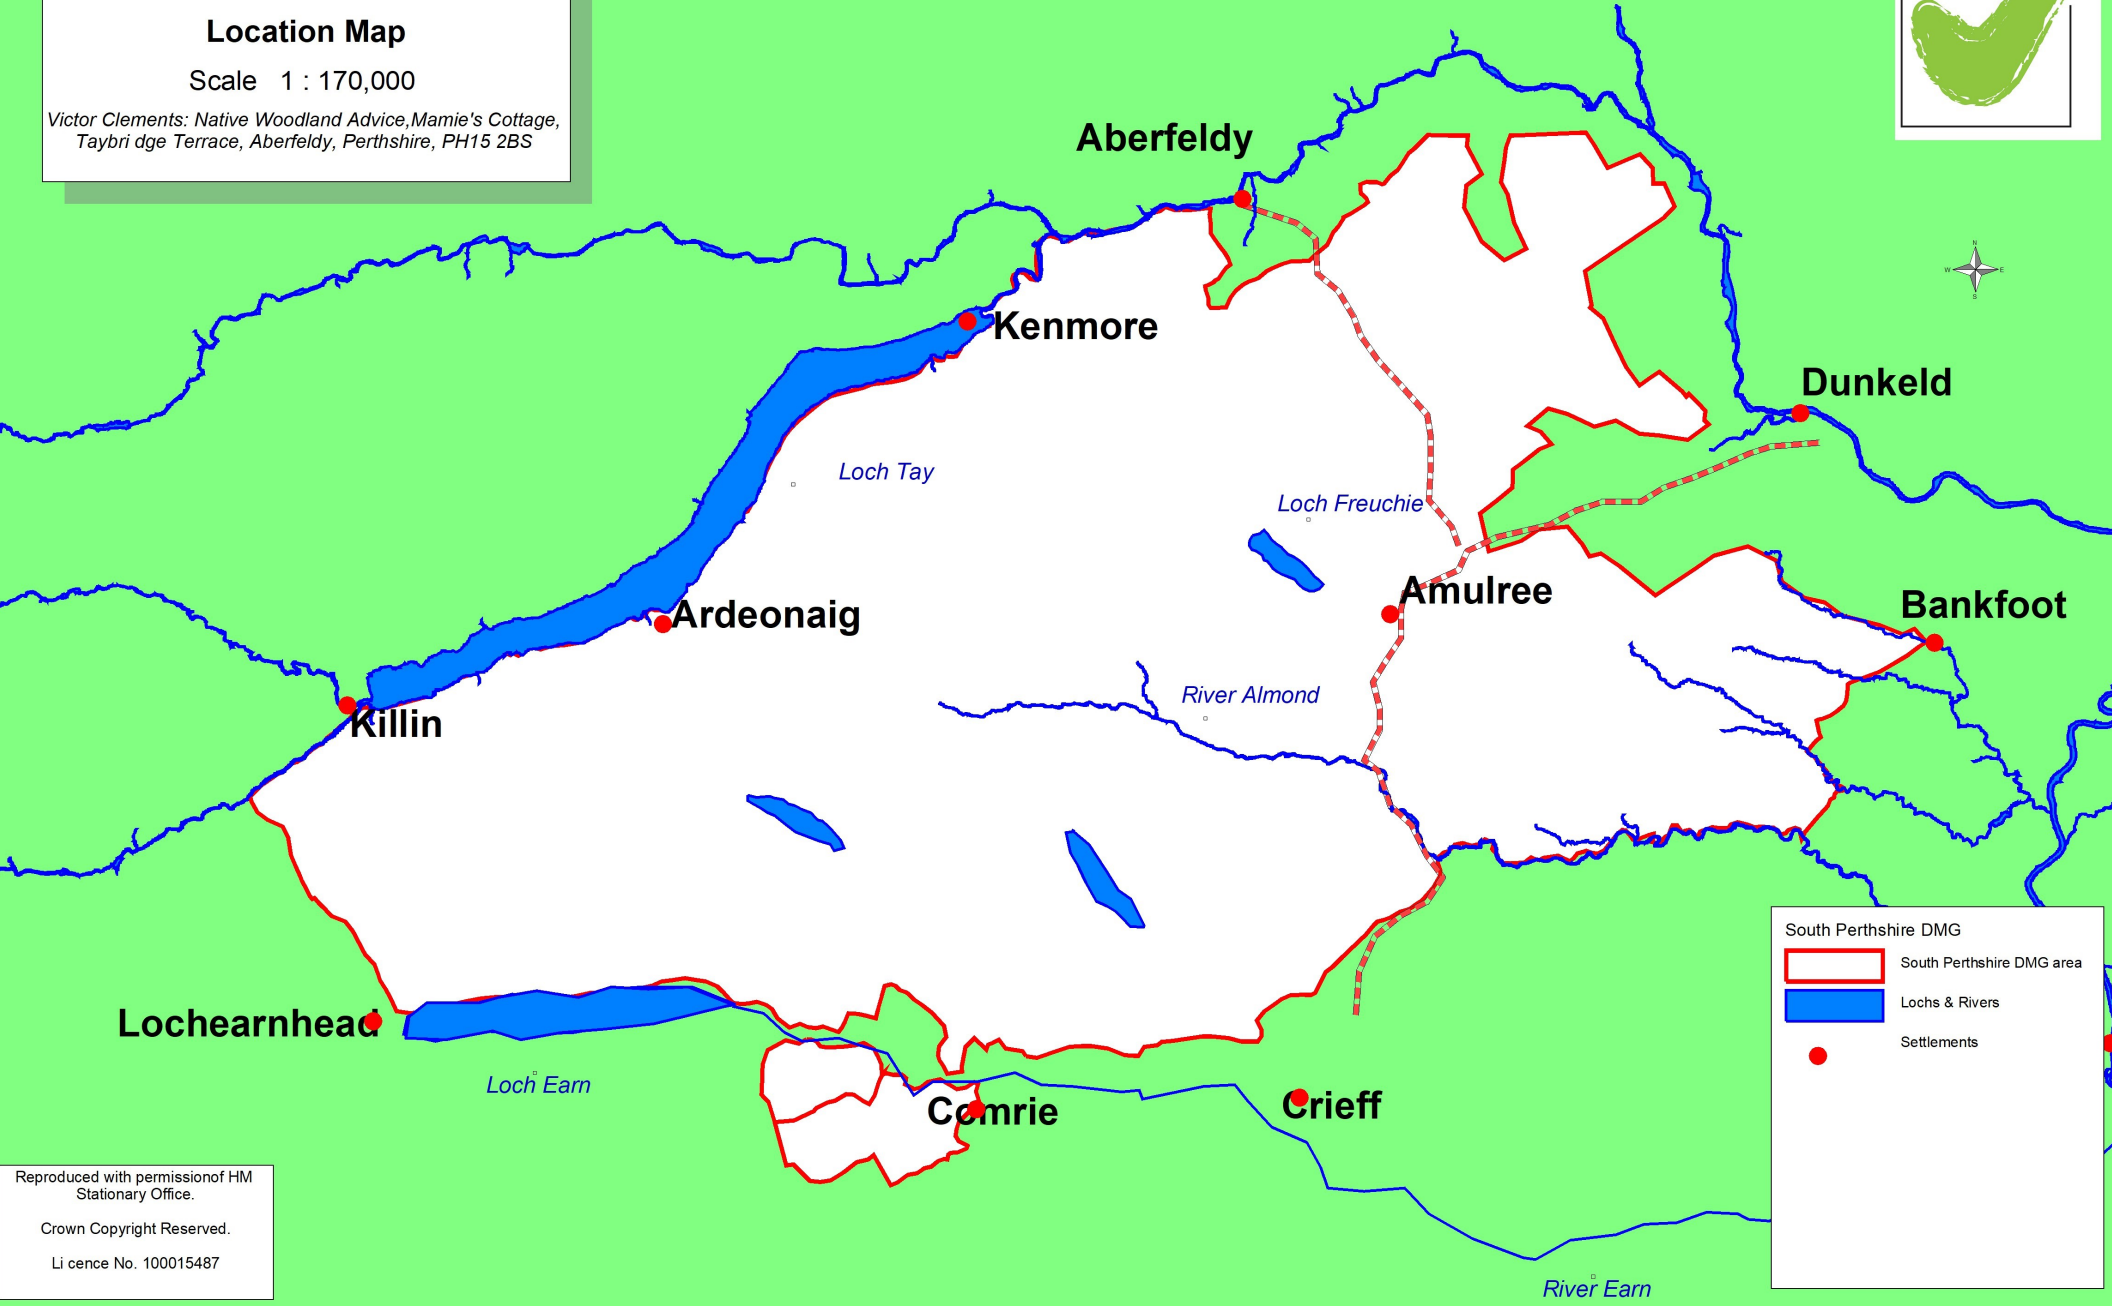 Location Map
Scale 1 : 170,000
Victor Clements: Native Woodland Advice,Mamie's Cottage,
Taybri dge Terrace, Aberfeldy, Perthshire, PH15 2BS
Aberfeldy
N
W E
S
Kenmore
Dunkeld
Loch Tay
Loch Freuchie
Amulree
Bankfoot
Ardeonaig
River Almond
Killin
Lochearnhead
Loch Earn
Comrie
Crieff
River Earn
South Perthshire DMG
South Perthshire DMG area
Lochs & Rivers
Settlements
Reproduced with permissionof HM
Stationary Office.
Crown Copyright Reserved.
Li cence No. 100015487